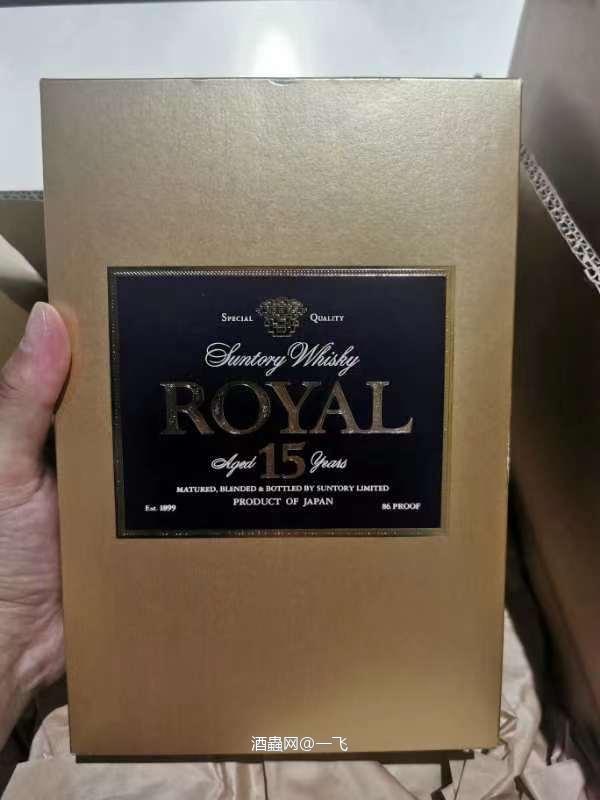 SPECIAL QUALITY
Suntory Whisky
ROYAL
Aged 15 Years
MATURED, BLENDED & BOTTLED BY SUNTORY LIMITED
PRODUCT OF JAPAN
Est. 1899 86 PROOF
酒蟲网@一飞